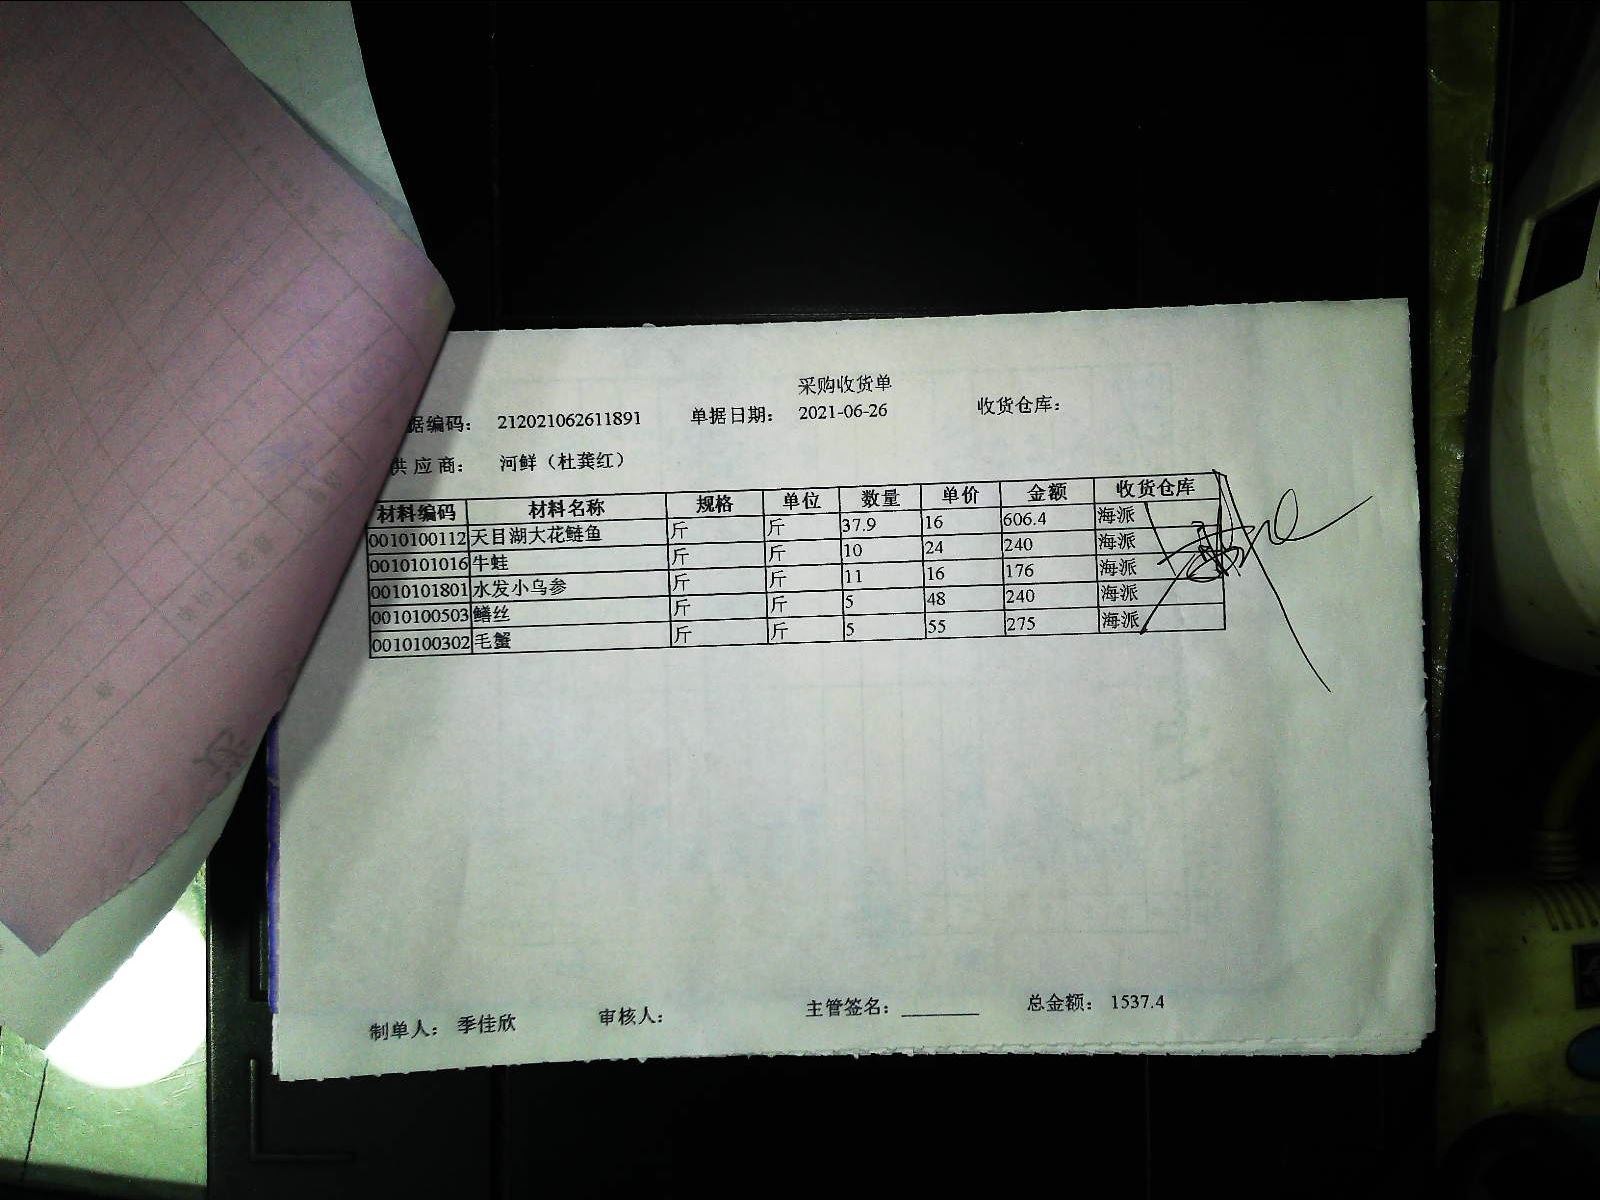 采购收货单
据编码： 212021062611891 单据日期： 2021-06-26 收货仓库：
供应商： 河鲜（杜龚红）
材料编码 材料名称 规格 单位 数量 单价 金额 收货仓库
0010100112 天目湖大花鲢鱼 斤 斤 37.9 16 606.4 海派
0010101016 牛蛙 斤 斤 10 24 240 海派
0010101801 水发小乌参 斤 斤 11 16 176 海派
0010100503 鳝丝 斤 斤 5 48 240 海派
0010100302 毛蟹 斤 斤 5 55 275 海派
制单人： 季佳欣 审核人： 主管签名：________ 总金额： 1537.4